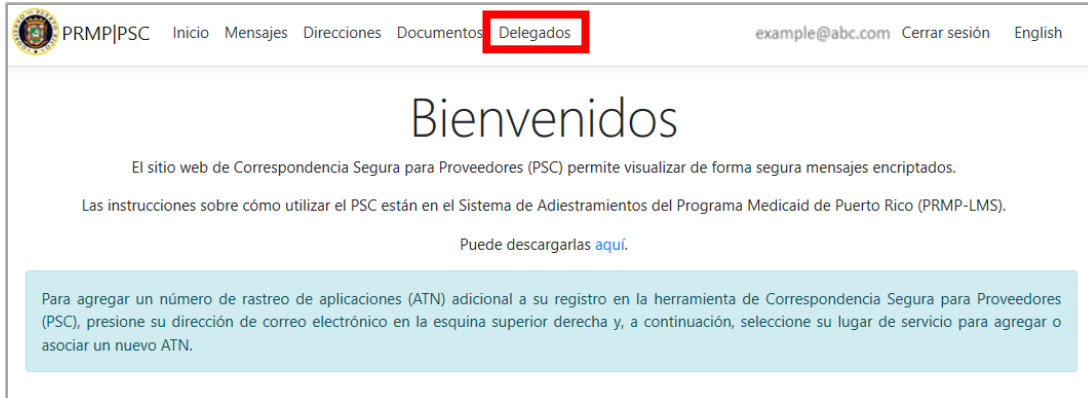 PRMP|PSC Inicio Mensajes Direcciones Documentos Delegados example@abc.com Cerrar sesión English
Bienvenidos
El sitio web de Correspondencia Segura para Proveedores (PSC) permite visualizar de forma segura mensajes encriptados.
Las instrucciones sobre cómo utilizar el PSC están en el Sistema de Adiestramientos del Programa Medicaid de Puerto Rico (PRMP-LMS).
Puede descargarlas aquí.
Para agregar un número de rastreo de aplicaciones (ATN) adicional a su registro en la herramienta de Correspondencia Segura para Proveedores
(PSC), presione su dirección de correo electrónico en la esquina superior derecha y, a continuación, seleccione su lugar de servicio para agregar o
asociar un nuevo ATN.